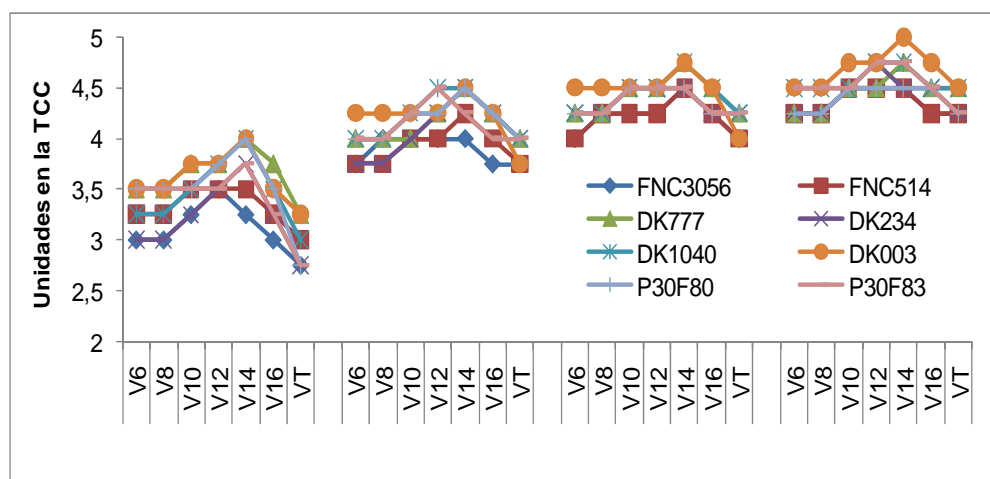 Unidades en la TCC
5
4,5
4
3,5
3
2,5
2
FNC3056 FNC514
DK777 DK234
DK1040 DK003
P30F80 P30F83
V6 V8 V10 V12 V14 V16 VT V6 V8 V10 V12 V14 V16 VT V6 V8 V10 V12 V14 V16 VT V6 V8 V10 V12 V14 V16 VT